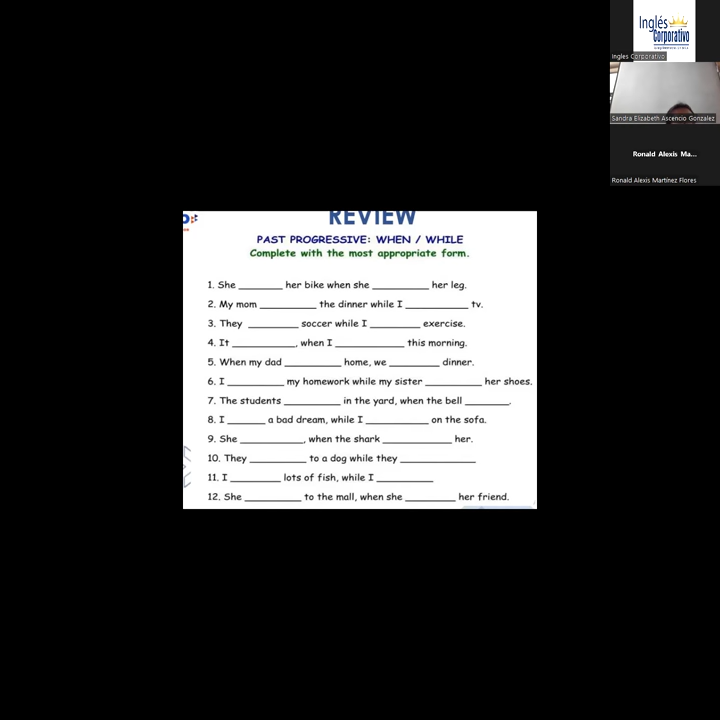 REVIEW
PAST PROGRESSIVE: WHEN / WHILE
Complete with the most appropriate form.
1. She ________ her bike when she __________ her leg.
2. My mom __________ the dinner while I ___________ tv.
3. They _________ soccer while I _________ exercise.
4. It ___________, when I ____________ this morning.
5. When my dad __________ home, we _________ dinner.
6. I __________ my homework while my sister __________ her shoes.
7. The students __________ in the yard, when the bell ________.
8. I _______ a bad dream, while I ___________ on the sofa.
9. She ___________, when the shark ____________ her.
10. They __________ to a dog while they _____________
11. I _________ lots of fish, while I __________
12. She __________ to the mall, when she _________ her friend.
Inglés
Corporativo
Ingles Corporativo
Sandra Elizabeth Ascencio Gonzalez
Ronald Alexis Ma...
Ronald Alexis Martínez Flores